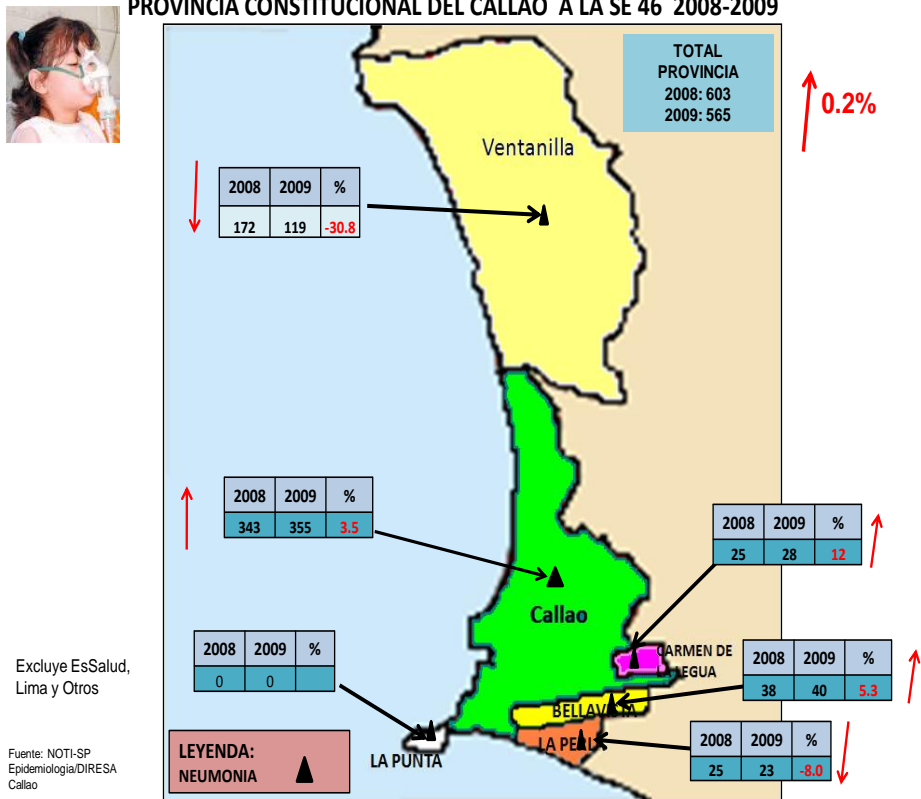 PROVINCIA CONSTITUCIONAL DEL CALLAO A LA SE 46 2008-2009
TOTAL
PROVINCIA
2008: 603
2009: 565
0.2%
Ventanilla
2008 2009 %
172 119 -30.8
2008 2009 %
343 355 3.5
Callao
2008 2009 %
25 28 12
CARMEN DE
LA LEGUA
2008 2009 %
0 0
2008 2009 %
38 40 5.3
BELLAVISTA
LA PERLA
2008 2009 %
25 23 -8.0
LA PUNTA
Excluye EsSalud,
Lima y Otros
LEYENDA:
NEUMONIA
Fuente: NOTI-SP
Epidemiologia/DIRESA
Callao